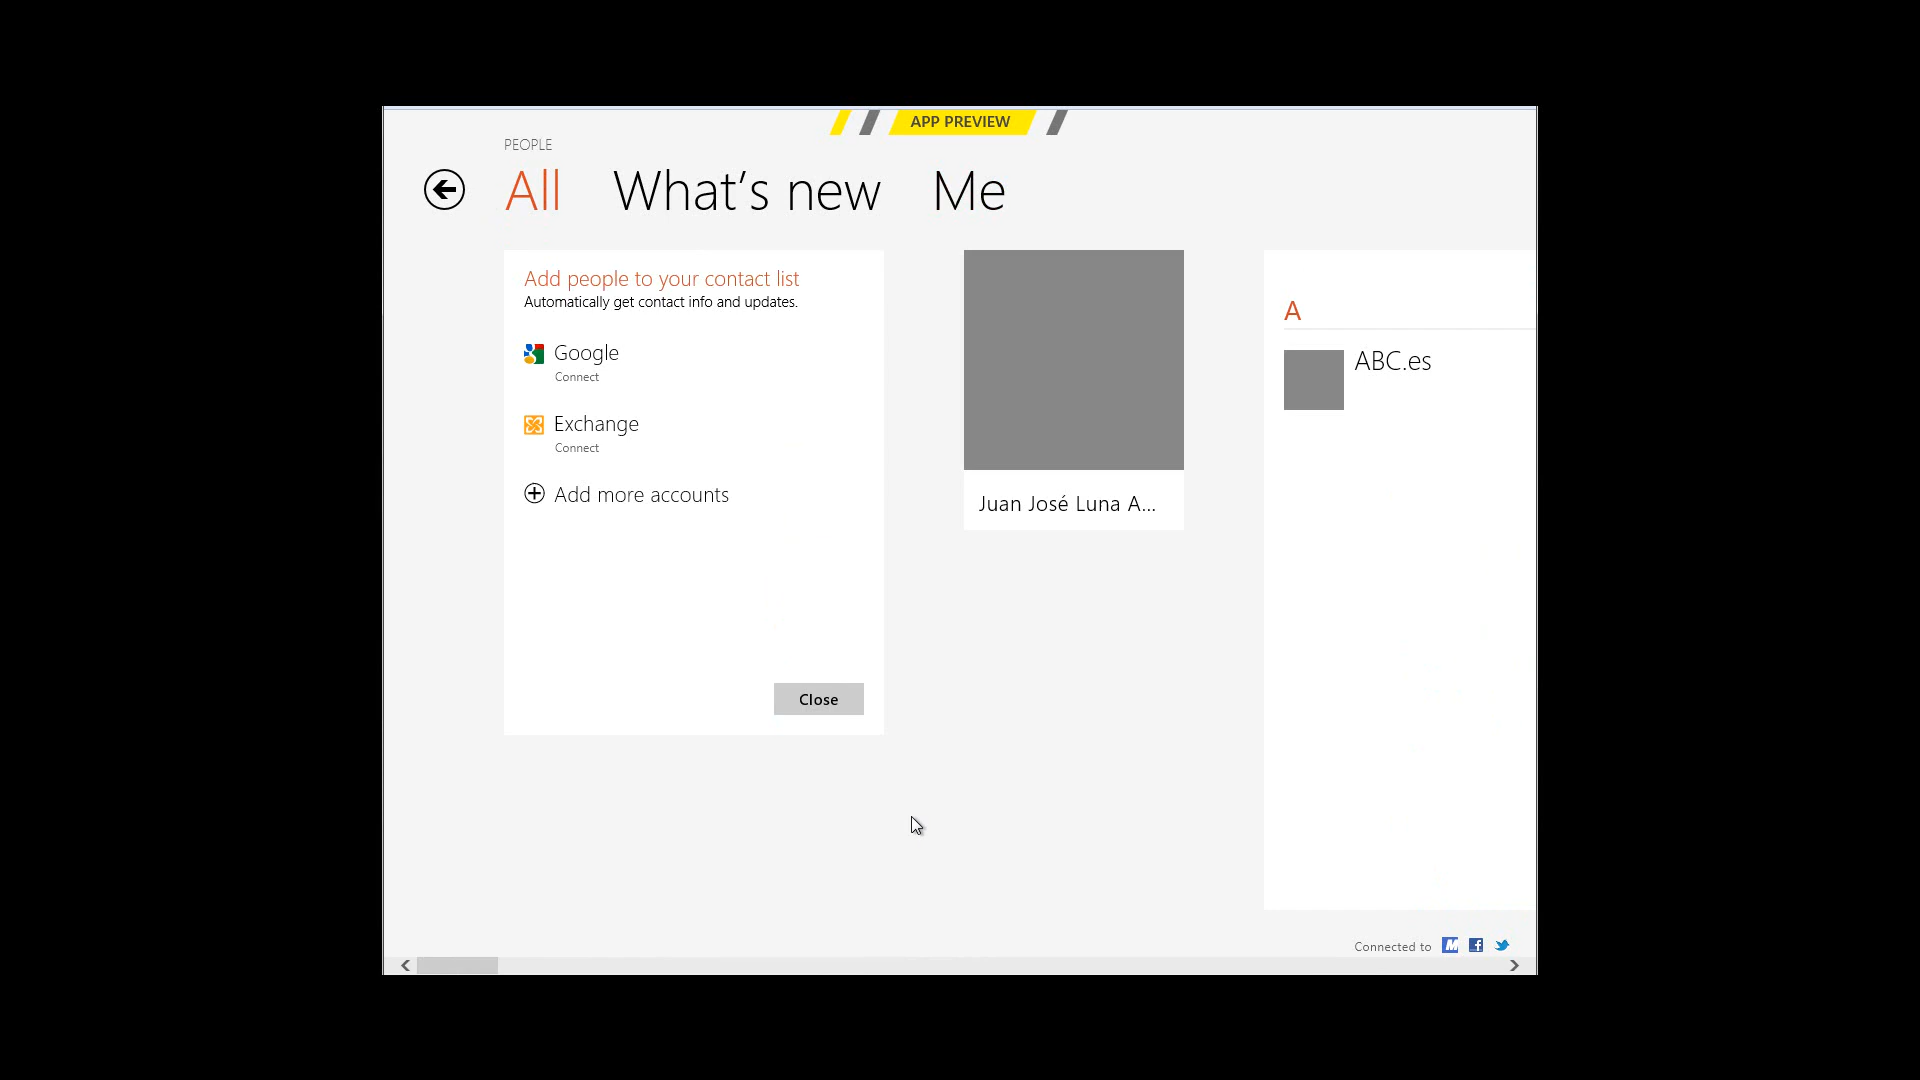 APP PREVIEW
PEOPLE
All What's new Me
Add people to your contact list
Automatically get contact info and updates.
Google
Connect
Exchange
Connect
Add more accounts
Close
Juan José Luna A...
A
ABC.es
Connected to